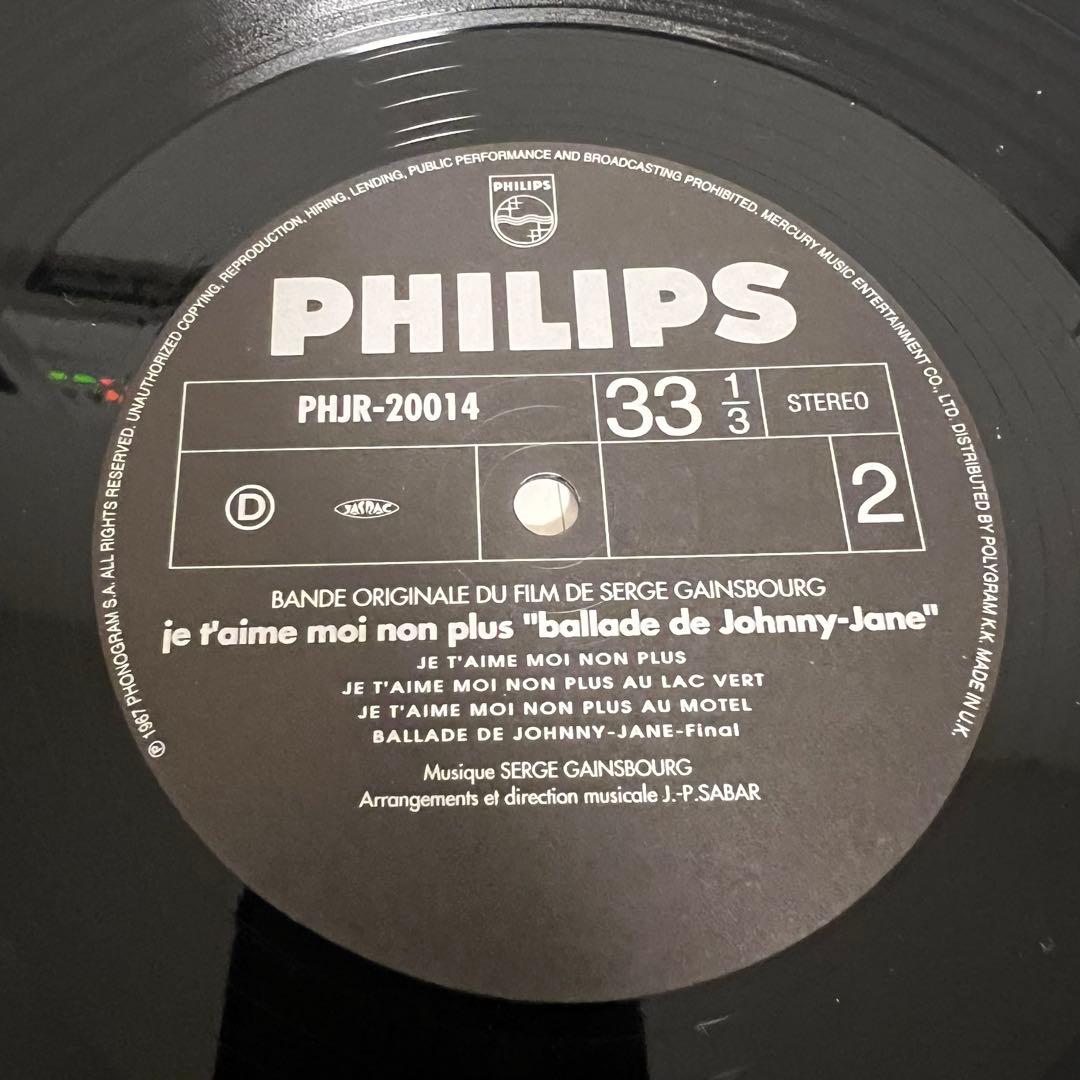 ℗ 1987 PHONOGRAM S.A. ALL RIGHTS RESERVED. UNAUTHORIZED COPYING, REPRODUCTION, HIRING, LENDING, PUBLIC PERFORMANCE AND BROADCASTING PROHIBITED. MERCURY MUSIC ENTERTAINMENT CO., LTD. DISTRIBUTED BY POLYGRAM K.K. MADE IN U.K.
PHILIPS
PHILIPS
PHJR-20014 33 1/3 STEREO
D JASRAC 2
BANDE ORIGINALE DU FILM DE SERGE GAINSBOURG
je t'aime moi non plus "ballade de Johnny-Jane"
JE T'AIME MOI NON PLUS
JE T'AIME MOI NON PLUS AU LAC VERT
JE T'AIME MOI NON PLUS AU MOTEL
BALLADE DE JOHNNY-JANE-Final
Musique SERGE GAINSBOURG
Arrangements et direction musicale J.-P.SABAR